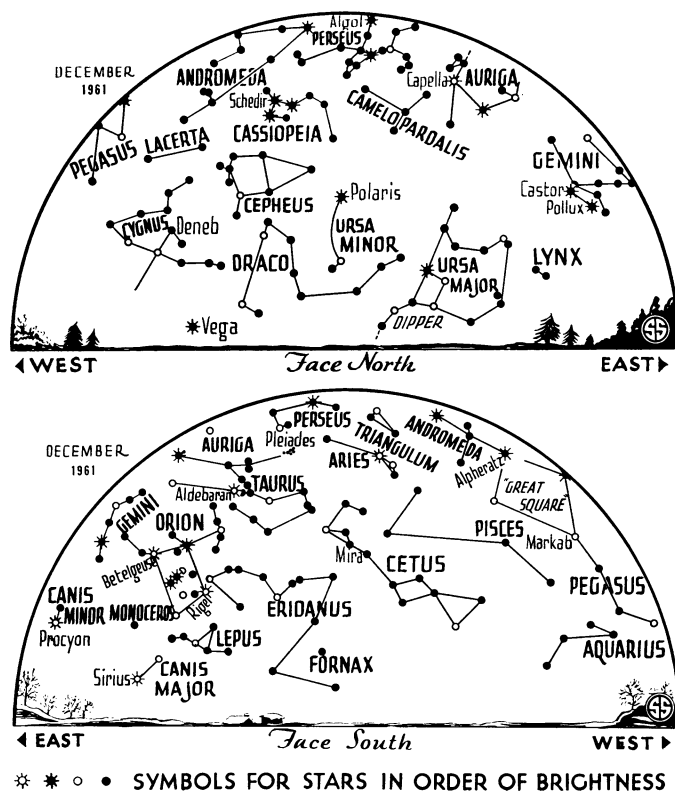 Algol
PERSEUS
DECEMBER
1961
ANDROMEDA
Capella
AURIGA
Schedir
CASSIOPEIA
CAMELOPARDALIS
PEGASUS
LACERTA
GEMINI
Castor
Pollux
CEPHEUS
Polaris
CYGNUS
Deneb
URSA
MINOR
DRACO
URSA
MAJOR
LYNX
DIPPER
Vega
SS
WEST
Face North
EAST
PERSEUS
AURIGA
Pleiades
TRIANGULUM
ANDROMEDA
DECEMBER
1961
ARIES
Alpheratz
TAURUS
Aldebaran
"GREAT
SQUARE"
GEMINI
ORION
PISCES
Markab
Mira
CETUS
Betelgeuse
PEGASUS
CANIS
MINOR
MONOCEROS
Rigel
ERIDANUS
Procyon
LEPUS
AQUARIUS
FORNAX
Sirius
CANIS
MAJOR
SS
EAST
Face South
WEST
SYMBOLS FOR STARS IN ORDER OF BRIGHTNESS